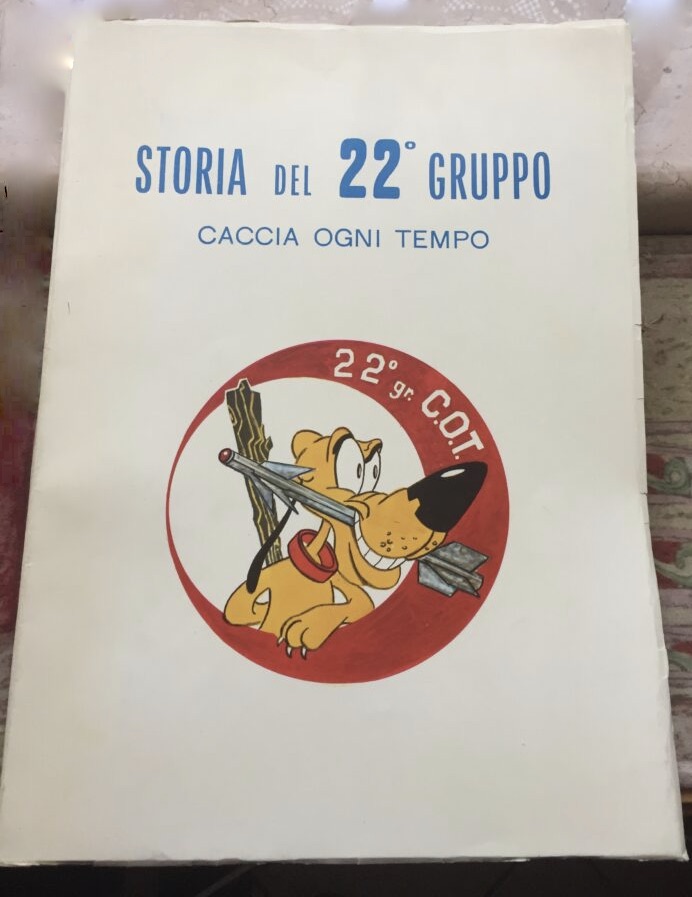 STORIA DEL 22° GRUPPO
CACCIA OGNI TEMPO
22° gr. C.O.T.